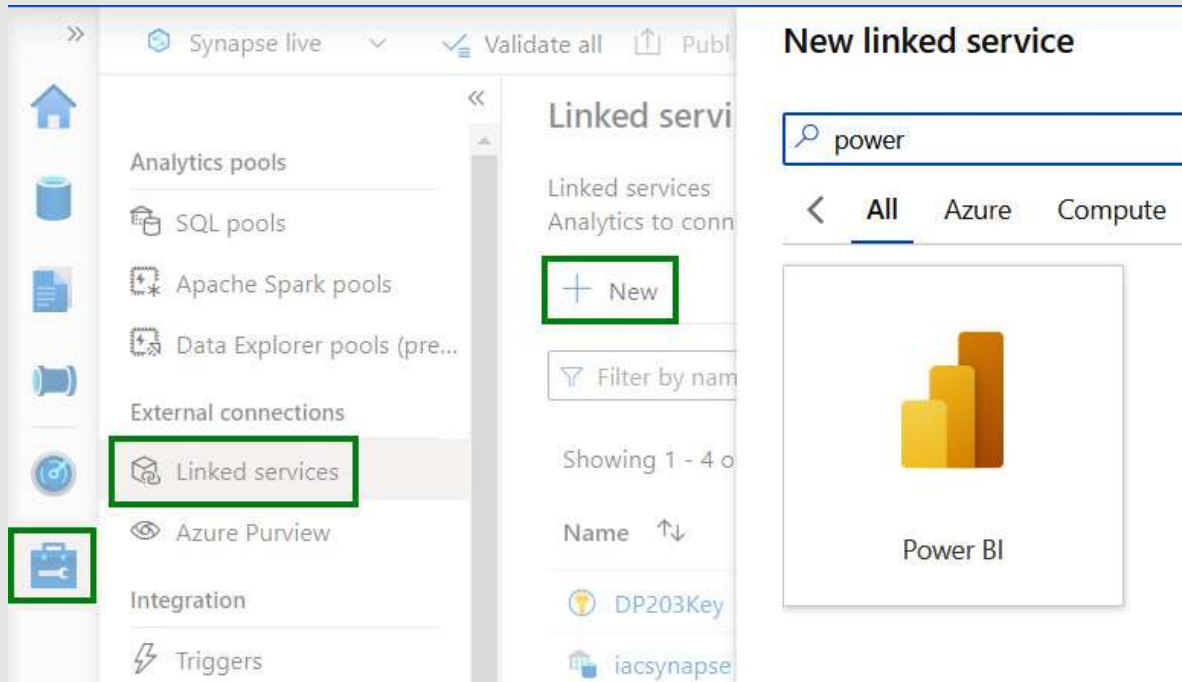 Synapse live
Validate all
Publ
Analytics pools
SQL pools
Apache Spark pools
Data Explorer pools (pre...
External connections
Linked services
Azure Purview
Integration
Triggers
Linked servi
Linked services
Analytics to conn
New
Filter by nam
Showing 1 - 4 o
Name
DP203Key
iacsynapse
New linked service
power
All Azure Compute
Power BI